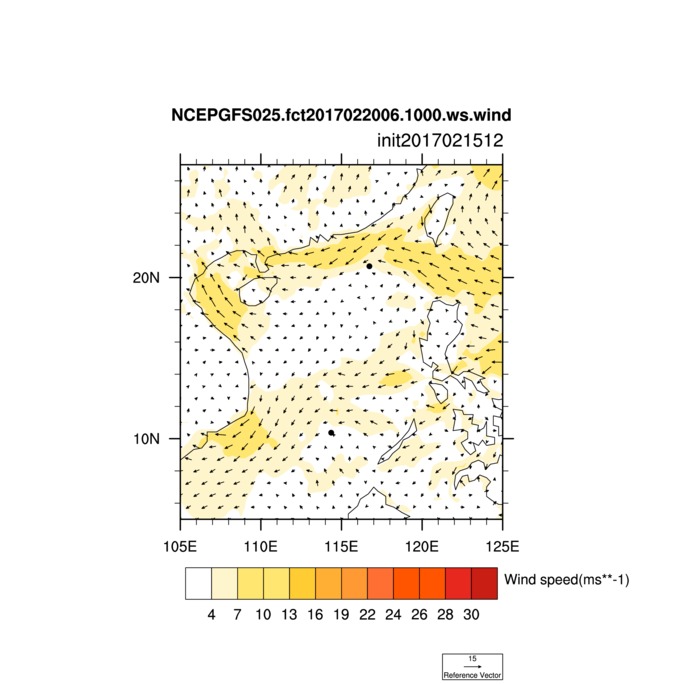 NCEPGFS025.fct2017022006.1000.ws.wind
init2017021512
20N
10N
105E 110E 115E 120E 125E
Wind speed(ms**-1)
4 7 10 13 16 19 22 24 26 28 30
15
Reference Vector